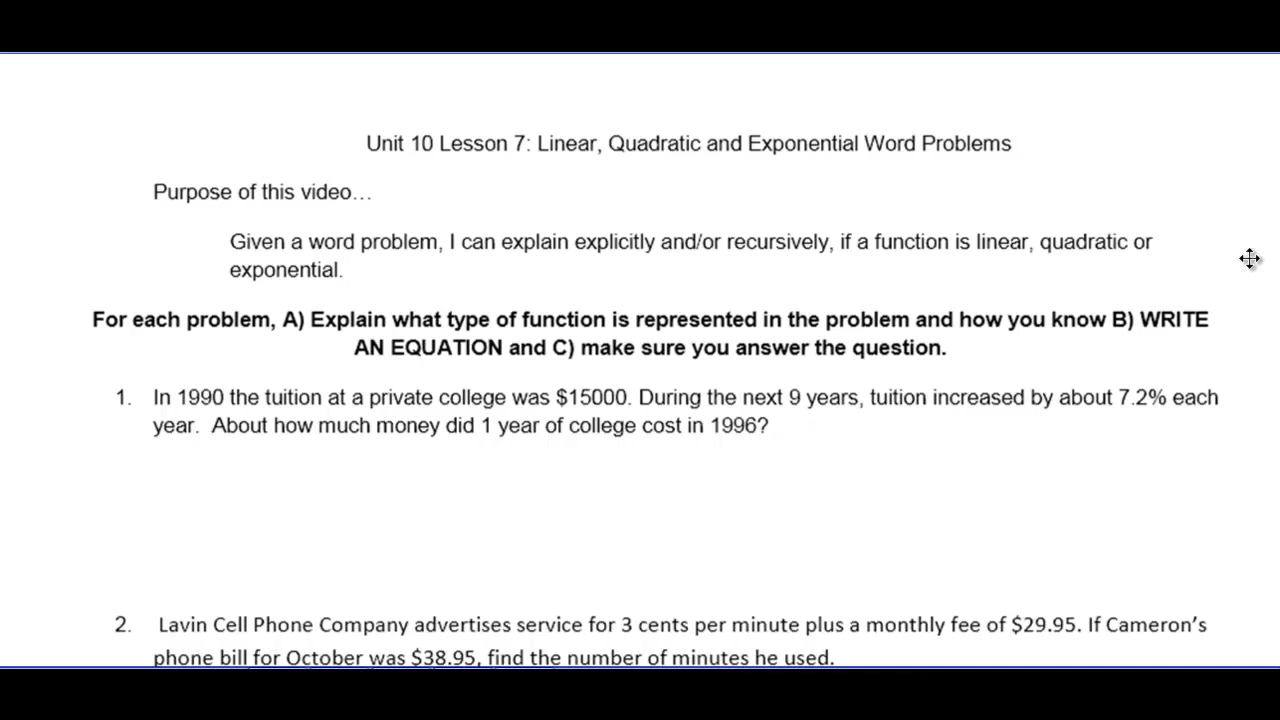 Unit 10 Lesson 7: Linear, Quadratic and Exponential Word Problems
Purpose of this video…
Given a word problem, I can explain explicitly and/or recursively, if a function is linear, quadratic or
exponential.
For each problem, A) Explain what type of function is represented in the problem and how you know B) WRITE
AN EQUATION and C) make sure you answer the question.
1. In 1990 the tuition at a private college was $15000. During the next 9 years, tuition increased by about 7.2% each
year. About how much money did 1 year of college cost in 1996?
2. Lavin Cell Phone Company advertises service for 3 cents per minute plus a monthly fee of $29.95. If Cameron’s
phone bill for October was $38.95, find the number of minutes he used.